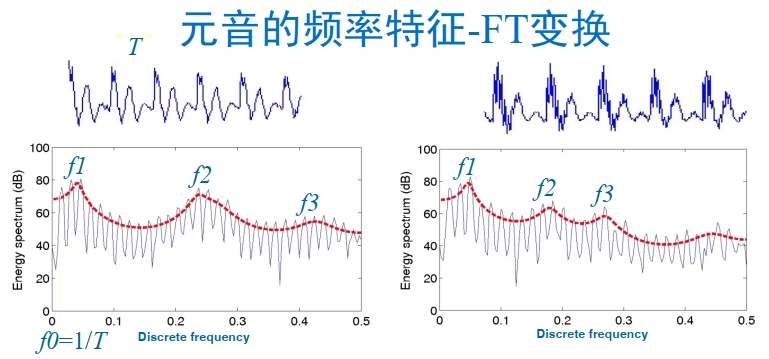 元音的频率特征-FT变换
T
f1
f2
f3
Energy spectrum (dB)
100
80
60
40
20
0
0
0.1
0.2
0.3
0.4
0.5
Discrete frequency
f0=1/T
f1
f2
f3
Energy spectrum (dB)
100
80
60
40
20
0
0
0.1
0.2
0.3
0.4
0.5
Discrete frequency